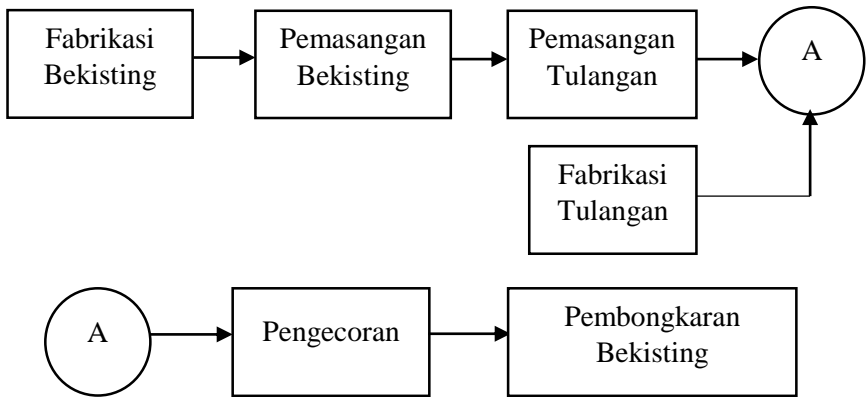 Fabrikasi
Bekisting
Pemasangan
Bekisting
Pemasangan
Tulangan
A
Fabrikasi
Tulangan
A
Pengecoran
Pembongkaran
Bekisting